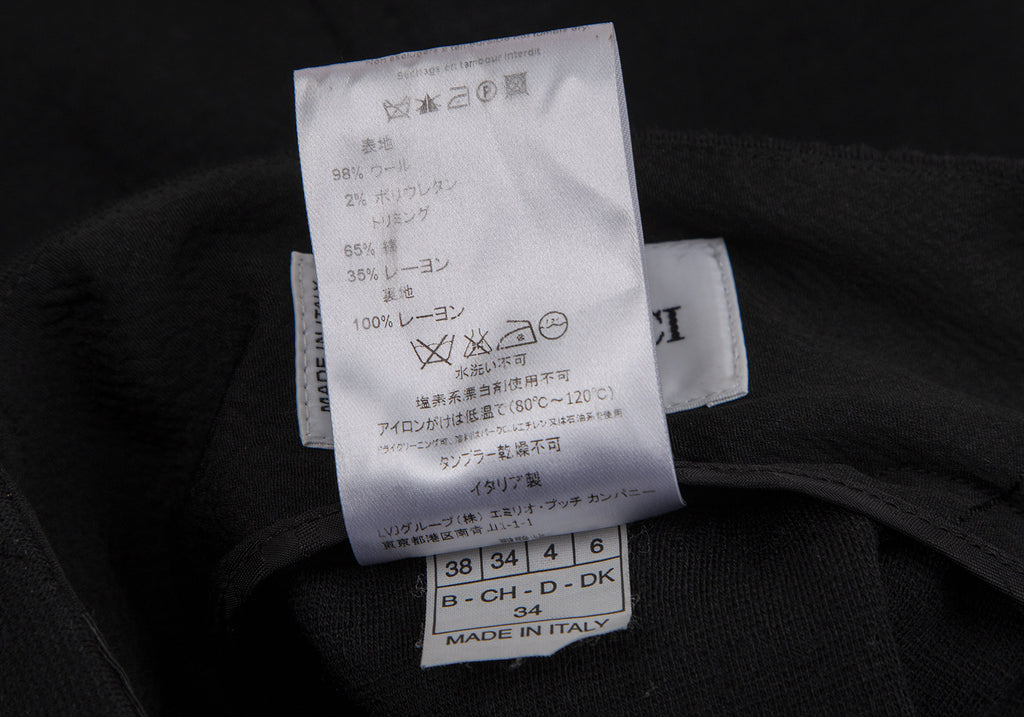 Séchage en tambour interdit
P
表地
98% ウール
2% ポリウレタン
トリミング
65% 綿
35% レーヨン
裏地
100% レーヨン
水洗い不可
塩素系漂白剤使用不可
アイロンがけは低温で(80℃～120℃)
タンブラー乾燥不可
イタリア製
LVJグループ(株) エミリオ・プッチ カンパニー
東京都港区南青山1-1-1
MADE IN ITALY
CI
38 34 4 6
B - CH - D - DK
34
MADE IN ITALY